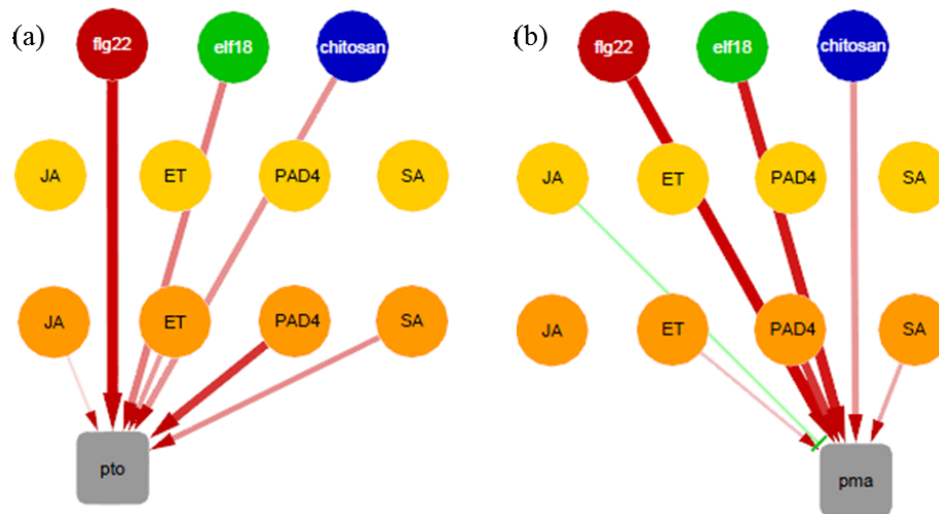 (a) flg22 elf18 chitosan
JA ET PAD4 SA
JA ET PAD4 SA
pto
(b) flg22 elf18 chitosan
JA ET PAD4 SA
JA ET PAD4 SA
pma